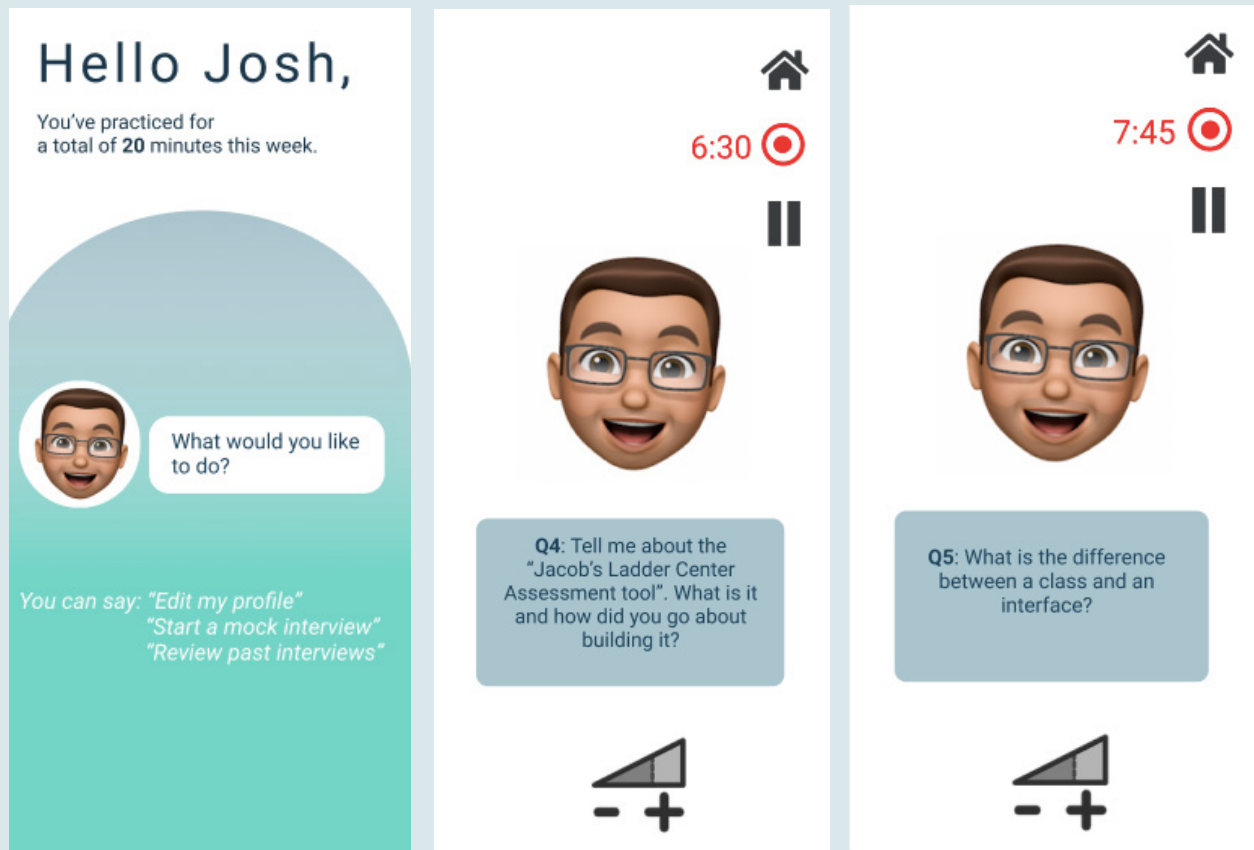 Hello Josh,
You’ve practiced for
a total of 20 minutes this week.
What would you like
to do?
You can say: “Edit my profile”
“Start a mock interview”
“Review past interviews”
6:30
Q4: Tell me about the
“Jacob’s Ladder Center
Assessment tool”. What is it
and how did you go about
building it?
- +
7:45
Q5: What is the difference
between a class and an
interface?
- +